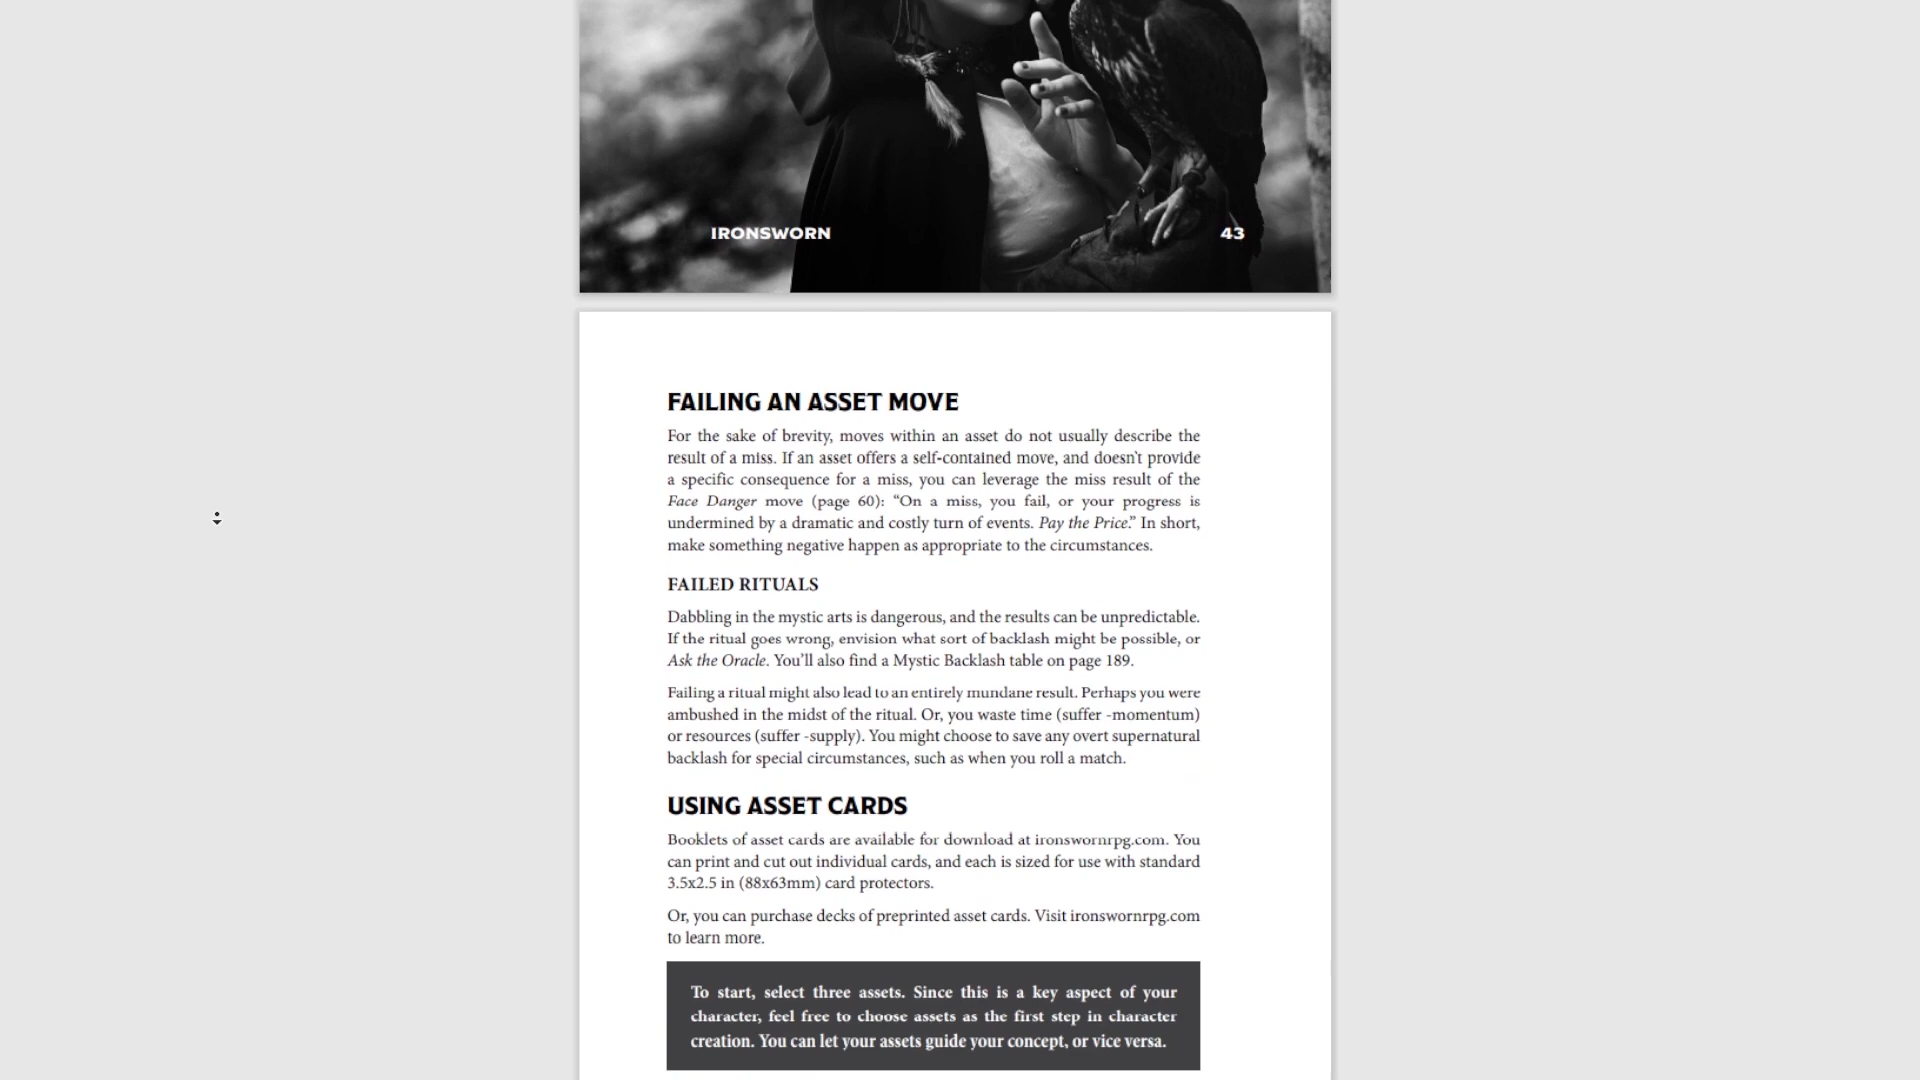 IRONSWORN 43
FAILING AN ASSET MOVE
For the sake of brevity, moves within an asset do not usually describe the
result of a miss. If an asset offers a self-contained move, and doesn't provide
a specific consequence for a miss, you can leverage the miss result of the
Face Danger move (page 60): “On a miss, you fail, or your progress is
undermined by a dramatic and costly turn of events. Pay the Price.” In short,
make something negative happen as appropriate to the circumstances.
FAILED RITUALS
Dabbling in the mystic arts is dangerous, and the results can be unpredictable.
If the ritual goes wrong, envision what sort of backlash might be possible, or
Ask the Oracle. You’ll also find a Mystic Backlash table on page 189.
Failing a ritual might also lead to an entirely mundane result. Perhaps you were
ambushed in the midst of the ritual. Or, you waste time (suffer -momentum)
or resources (suffer -supply). You might choose to save any overt supernatural
backlash for special circumstances, such as when you roll a match.
USING ASSET CARDS
Booklets of asset cards are available for download at ironswornrpg.com. You
can print and cut out individual cards, and each is sized for use with standard
3.5x2.5 in (88x63mm) card protectors.
Or, you can purchase decks of preprinted asset cards. Visit ironswornrpg.com
to learn more.
To start, select three assets. Since this is a key aspect of your
character, feel free to choose assets as the first step in character
creation. You can let your assets guide your concept, or vice versa.